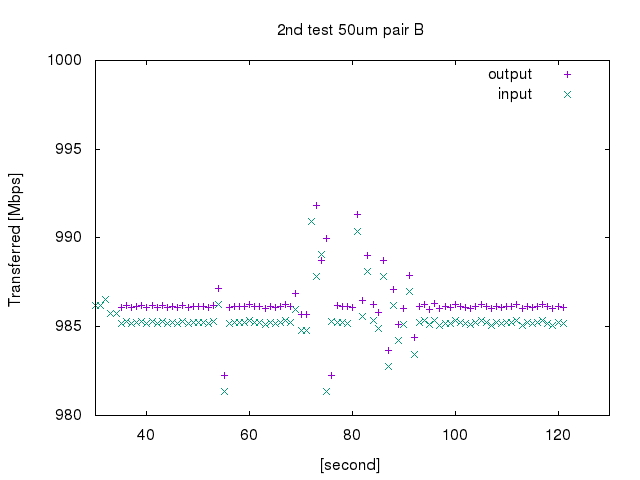 2nd test 50um pair B
1000
output
input
995
990
985
980
Transferred [Mbps]
40 60 80 100 120
[second]